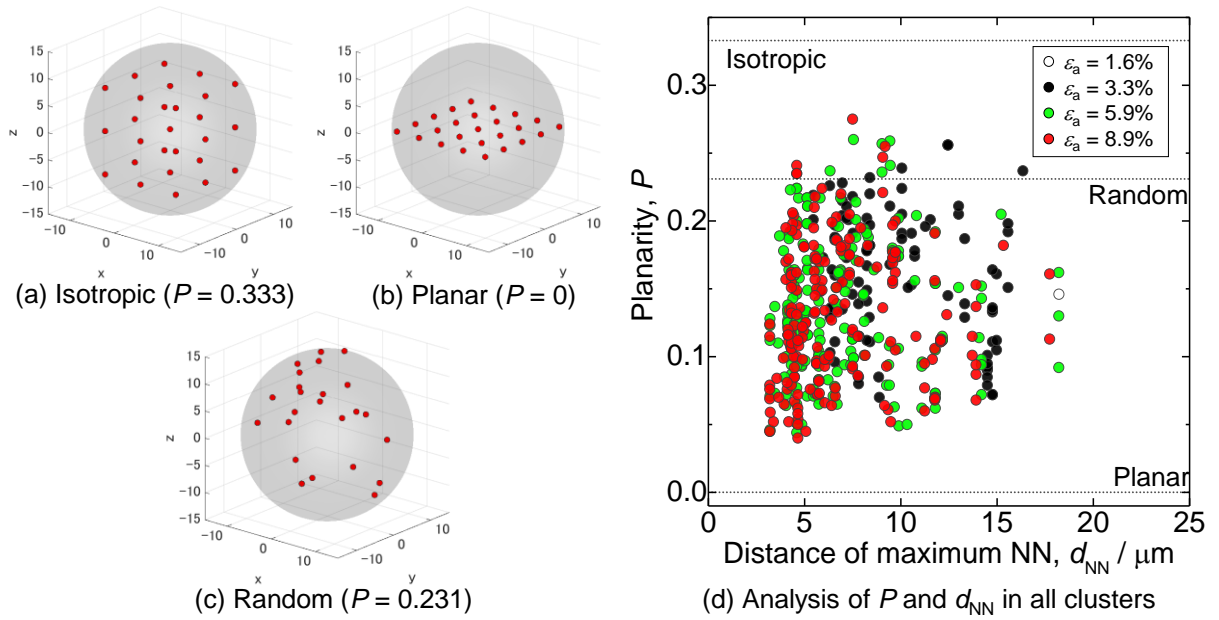 15
10
5
0
−5
−10
−15
z
−10
0
10
x
−10
0
10
y
(a) Isotropic (P = 0.333)
15
10
5
0
−5
−10
−15
z
−10
0
10
x
−10
0
10
y
(b) Planar (P = 0)
15
10
5
0
−5
−10
−15
z
−10
0
10
x
−10
0
10
y
(c) Random (P = 0.231)
Isotropic
εa = 1.6%
εa = 3.3%
εa = 5.9%
εa = 8.9%
Random
Planar
0.3
0.2
0.1
0.0
Planarity, P
0 5 10 15 20 25
Distance of maximum NN, dNN / μm
(d) Analysis of P and dNN in all clusters